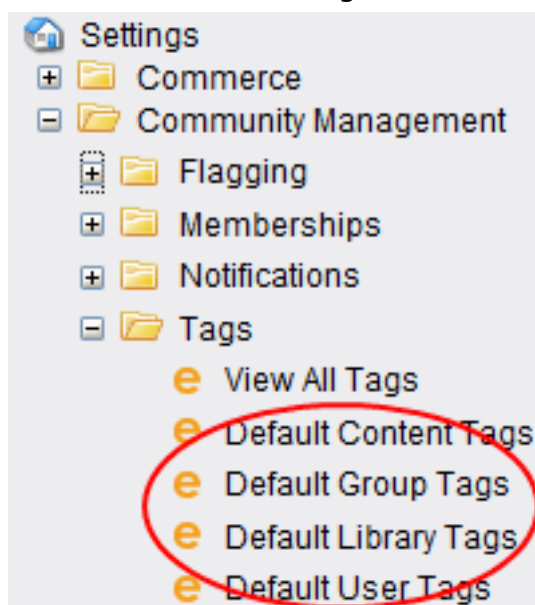 Settings
Commerce
Community Management
Flagging
Memberships
Notifications
Tags
View All Tags
Default Content Tags
Default Group Tags
Default Library Tags
Default User Tags